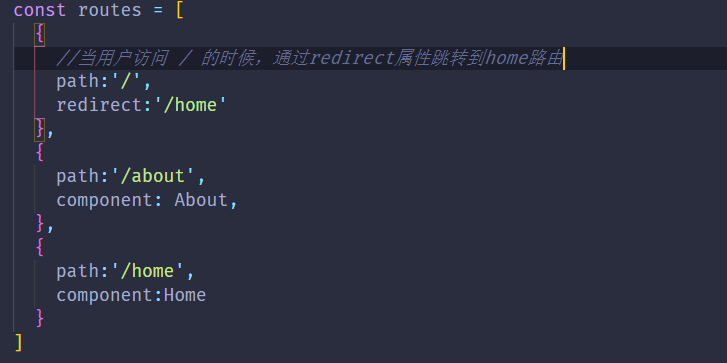 const routes = [
{
//当用户访问 / 的时候，通过redirect属性跳转到home路由
path:'/',
redirect:'/home'
},
{
path:'/about',
component: About,
},
{
path:'/home',
component:Home
}
]